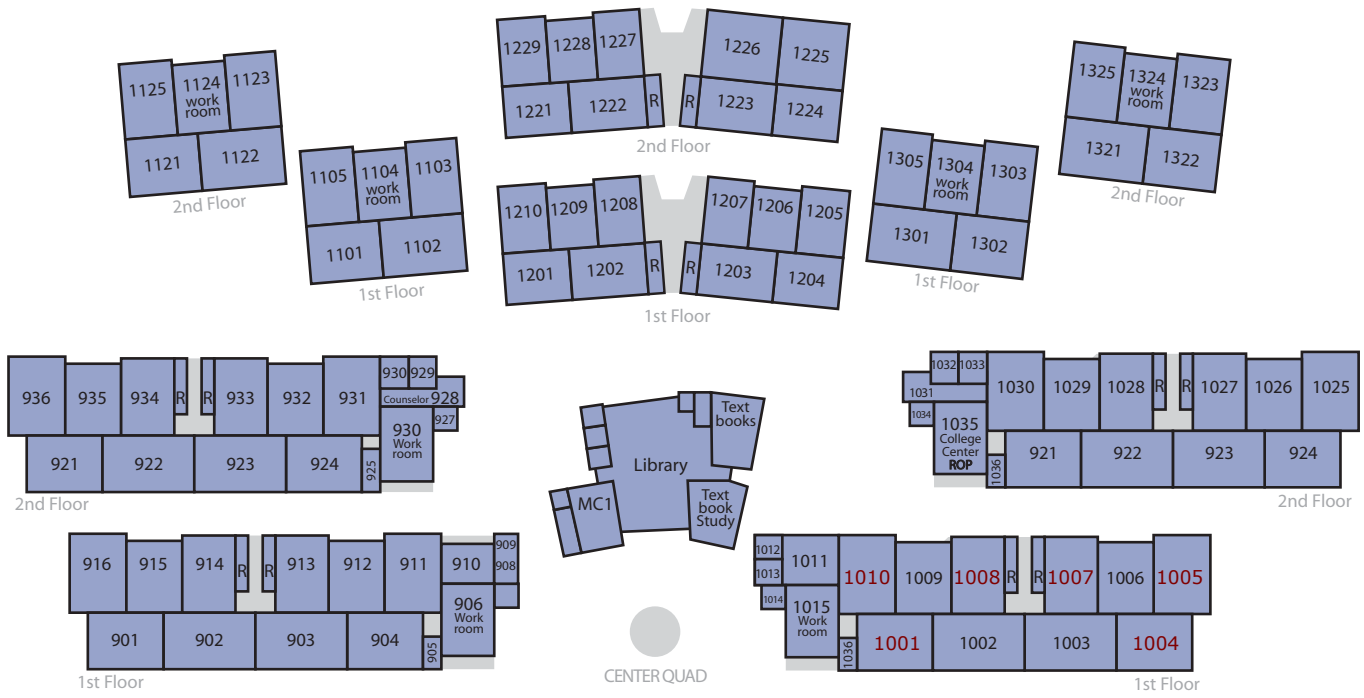 1229
1228
1227
1226
1225
1221
1222
R
R
1223
1224
2nd Floor
1125
1124
work
room
1123
1121
1122
2nd Floor
1325
1324
work
room
1323
1321
1322
2nd Floor
1105
1104
work
room
1103
1101
1102
1st Floor
1210
1209
1208
1207
1206
1205
1201
1202
R
R
1203
1204
1st Floor
1305
1304
work
room
1303
1301
1302
1st Floor
936
935
934
R
R
933
932
931
930
929
Counselor 928
927
930
Work
room
921
922
923
924
925
2nd Floor
Text
books
Library
MC1
Text
book
Study
1032
1033
1031
1034
1035
College
Center
ROP
1036
1030
1029
1028
R
R
1027
1026
1025
921
922
923
924
2nd Floor
916
915
914
R
R
913
912
911
910
909
908
906
Work
room
901
902
903
904
905
1st Floor
CENTER QUAD
1012
1013
1014
1011
1015
Work
room
1036
1010
1009
1008
R
R
1007
1006
1005
1001
1002
1003
1004
1st Floor